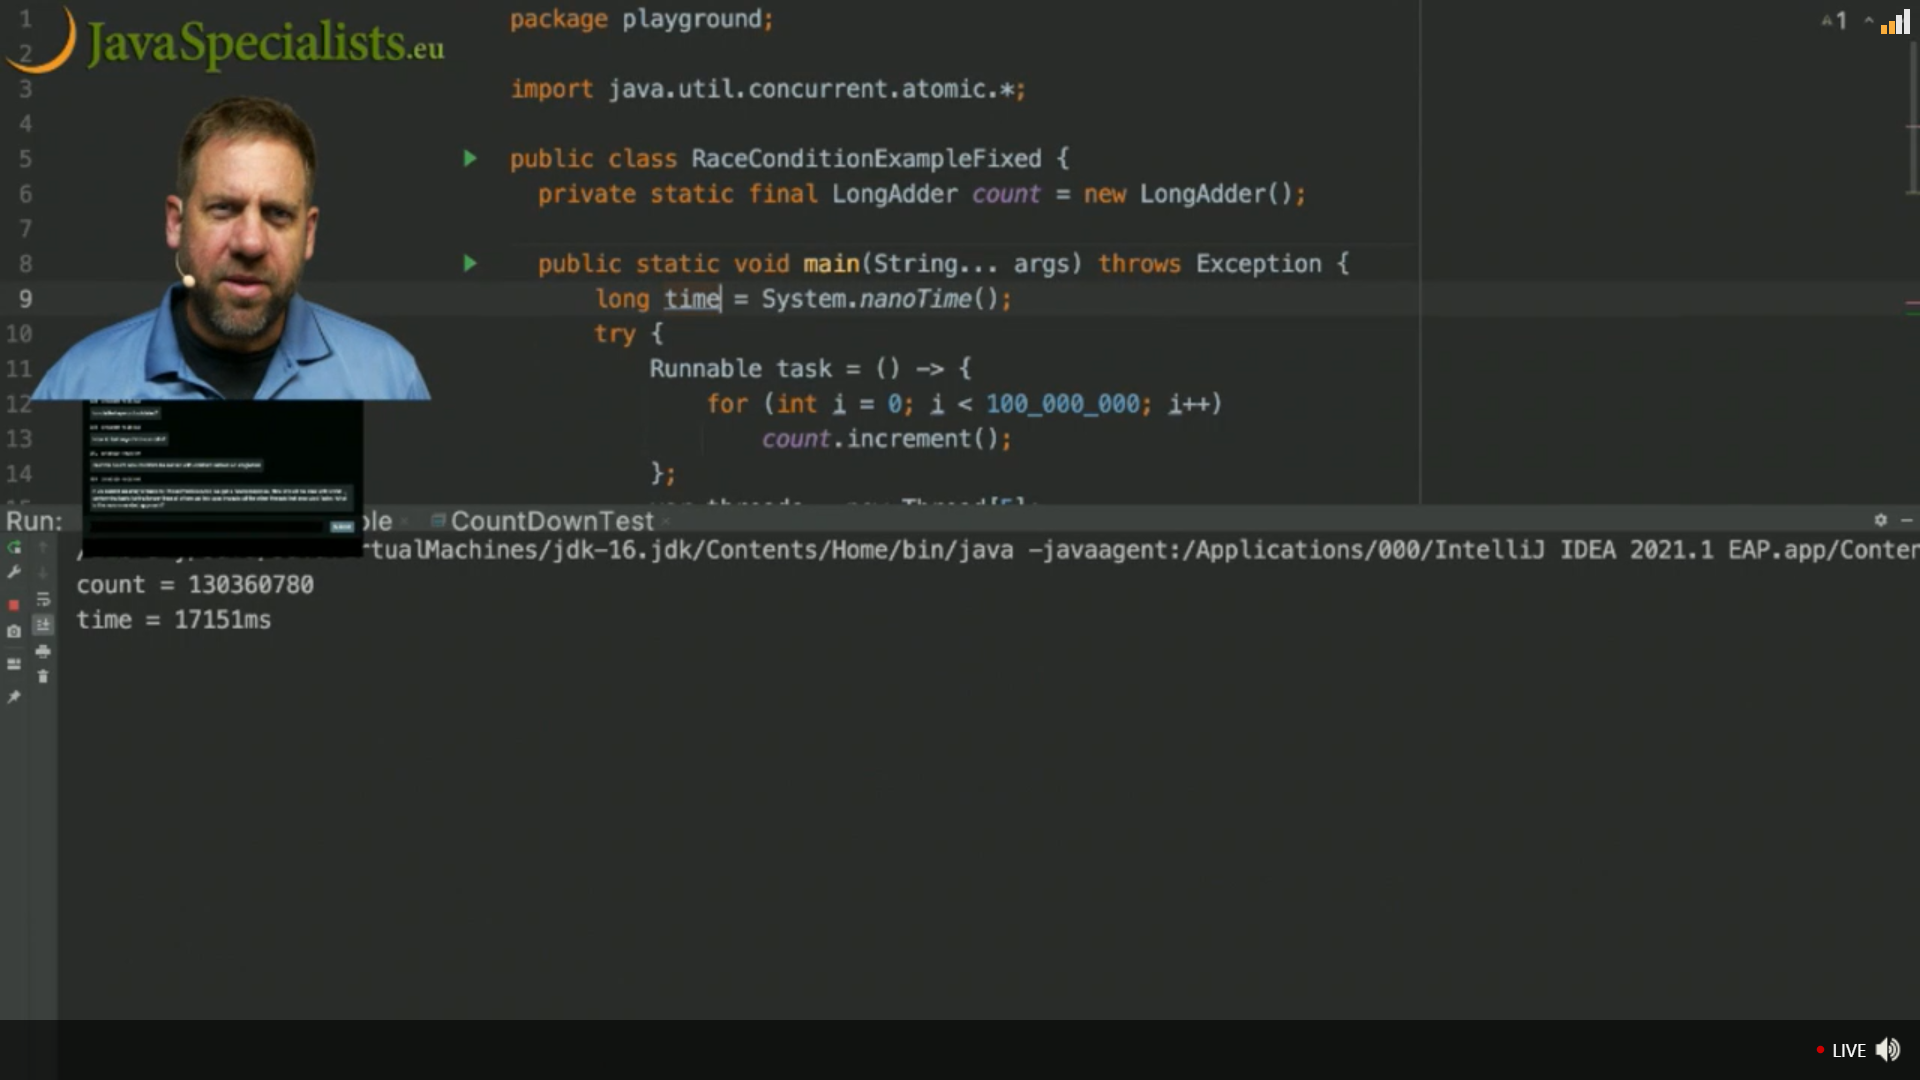 JavaSpecialists.eu
1 package playground;
2
3 import java.util.concurrent.atomic.*;
4
5 public class RaceConditionExampleFixed {
6 private static final LongAdder count = new LongAdder();
7
8 public static void main(String... args) throws Exception {
9 long time = System.nanoTime();
10 try {
11 Runnable task = () -> {
12 for (int i = 0; i < 100_000_000; i++)
13 count.increment();
14 };
1
Run:
CountDownTest
/jdk-16.jdk/Contents/Home/bin/java -javaagent:/Applications/000/IntelliJ IDEA 2021.1 EAP.app/Conten
count = 130360780
time = 17151ms
LIVE